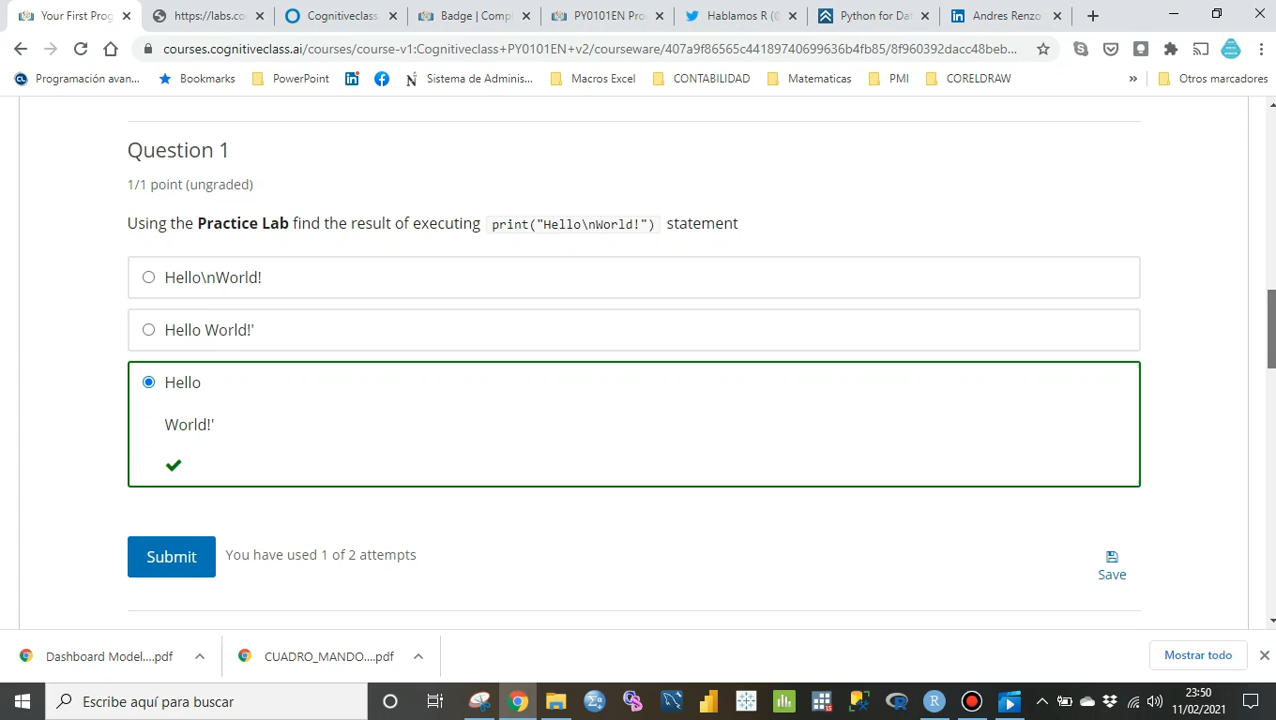 Your First Prog
https://labs.co
Cognitiveclass
Badge | Compl
PY0101EN Pro
Hablamos R (@
Python for Dat
Andres Renzo
courses.cognitiveclass.ai/courses/course-v1:Cognitiveclass+PY0101EN+v2/courseware/407a9f86565c44189740699636b4fb85/8f960392dacc48beb...
Programación avan...
Bookmarks
PowerPoint
Sistema de Adminis...
Macros Excel
CONTABILIDAD
Matematicas
PMI
CORELDRAW
»
Otros marcadores
Question 1
1/1 point (ungraded)
Using the Practice Lab find the result of executing print("Hello\nWorld!") statement
Hello\nWorld!
Hello World!'
Hello
World!'
Submit
You have used 1 of 2 attempts
Save
Dashboard Model....pdf
CUADRO_MANDO....pdf
Mostrar todo
Escribe aquí para buscar
23:50
11/02/2021